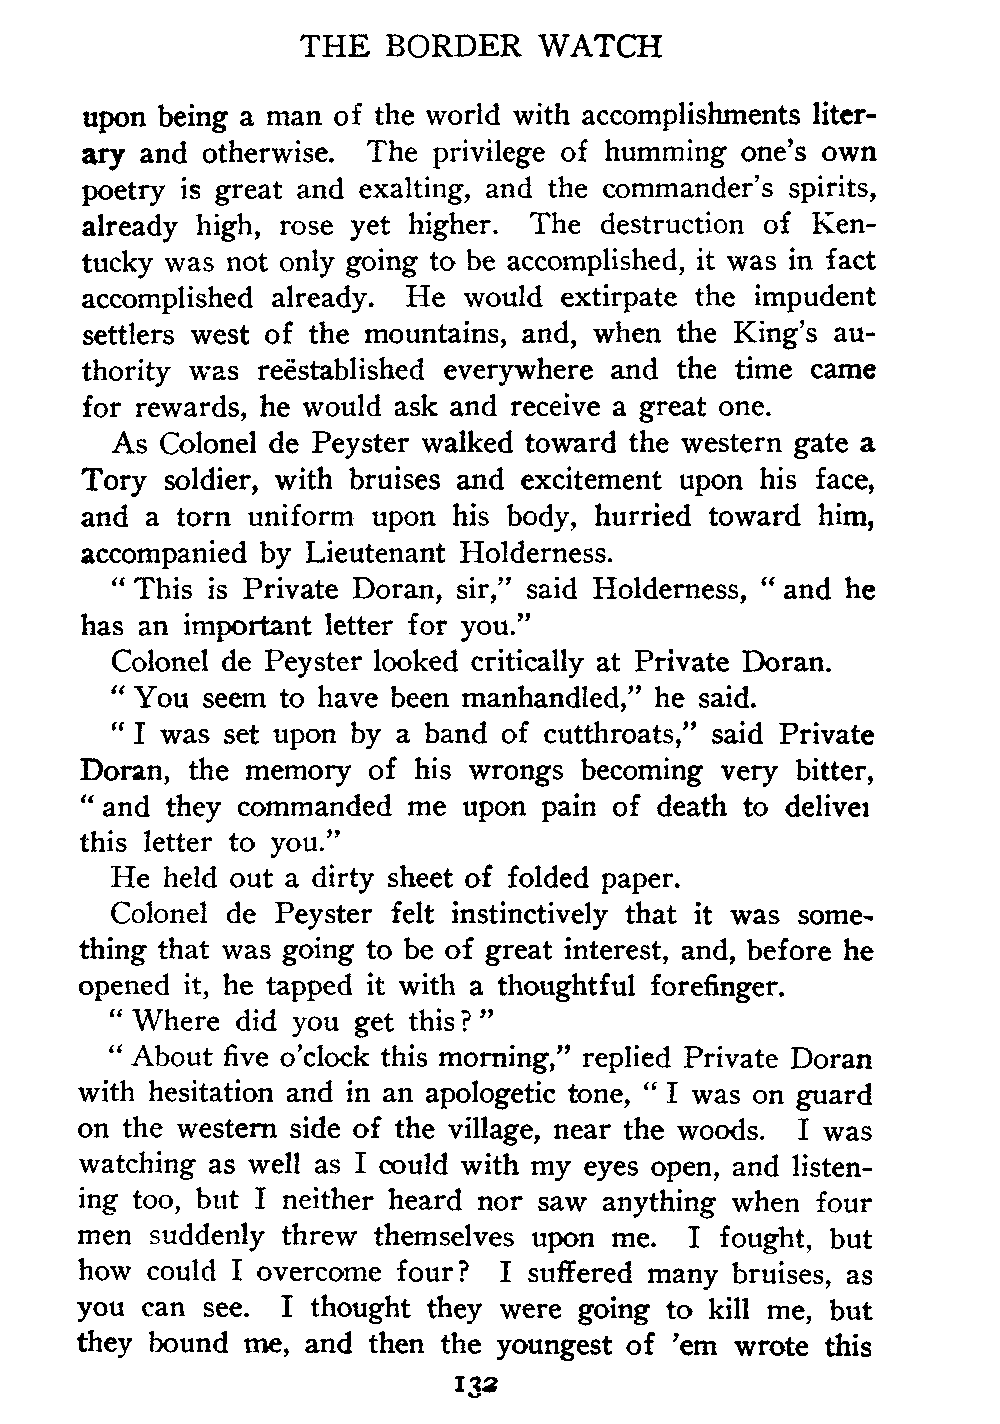 THE BORDER WATCH
upon being a man of the world with accomplishments liter-
ary and otherwise. The privilege of humming one's own
poetry is great and exalting, and the commander's spirits,
already high, rose yet higher. The destruction of Ken-
tucky was not only going to be accomplished, it was in fact
accomplished already. He would extirpate the impudent
settlers west of the mountains, and, when the King's au-
thority was reëstablished everywhere and the time came
for rewards, he would ask and receive a great one.
As Colonel de Peyster walked toward the western gate a
Tory soldier, with bruises and excitement upon his face,
and a torn uniform upon his body, hurried toward him,
accompanied by Lieutenant Holderness.
“ This is Private Doran, sir,” said Holderness, “ and he
has an important letter for you.”
Colonel de Peyster looked critically at Private Doran.
“ You seem to have been manhandled,” he said.
“ I was set upon by a band of cutthroats,” said Private
Doran, the memory of his wrongs becoming very bitter,
“ and they commanded me upon pain of death to deliver
this letter to you.”
He held out a dirty sheet of folded paper.
Colonel de Peyster felt instinctively that it was some-
thing that was going to be of great interest, and, before he
opened it, he tapped it with a thoughtful forefinger.
“ Where did you get this? ”
“ About five o'clock this morning,” replied Private Doran
with hesitation and in an apologetic tone, “ I was on guard
on the western side of the village, near the woods. I was
watching as well as I could with my eyes open, and listen-
ing too, but I neither heard nor saw anything when four
men suddenly threw themselves upon me. I fought, but
how could I overcome four? I suffered many bruises, as
you can see. I thought they were going to kill me, but
they bound me, and then the youngest of 'em wrote this
132